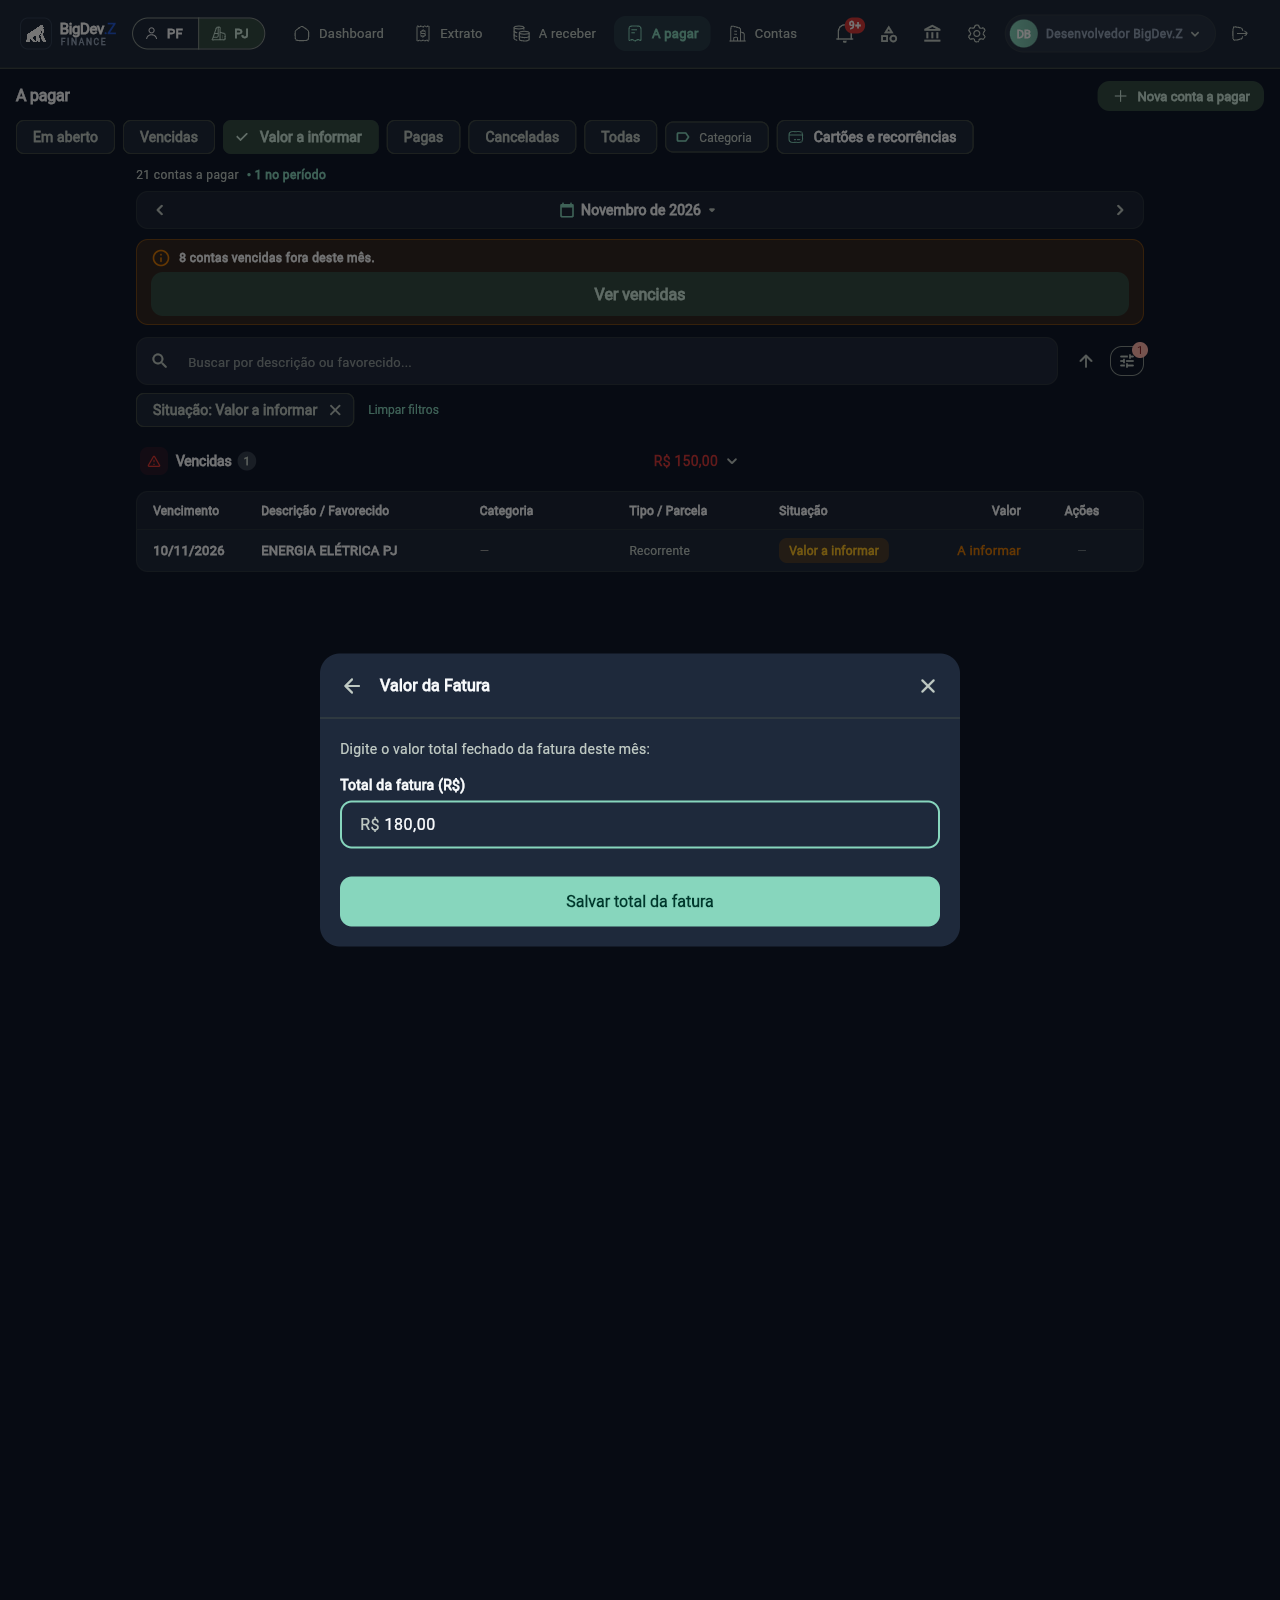 BigDev.Z
FINANCE
PF
PJ
Dashboard
Extrato
A receber
A pagar
Contas
9+
DB
Desenvolvedor BigDev.Z
A pagar
Nova conta a pagar
Em aberto
Vencidas
Valor a informar
Pagas
Canceladas
Todas
Categoria
Cartões e recorrências
21 contas a pagar • 1 no período
Novembro de 2026
8 contas vencidas fora deste mês.
Ver vencidas
Buscar por descrição ou favorecido...
1
Situação: Valor a informar
Limpar filtros
Vencidas 1
R$ 150,00
Vencimento Descrição / Favorecido Categoria Tipo / Parcela Situação Valor Ações
10/11/2026 ENERGIA ELÉTRICA PJ — Recorrente Valor a informar A informar —
Valor da Fatura
Digite o valor total fechado da fatura deste mês:
Total da fatura (R$)
R$ 180,00
Salvar total da fatura